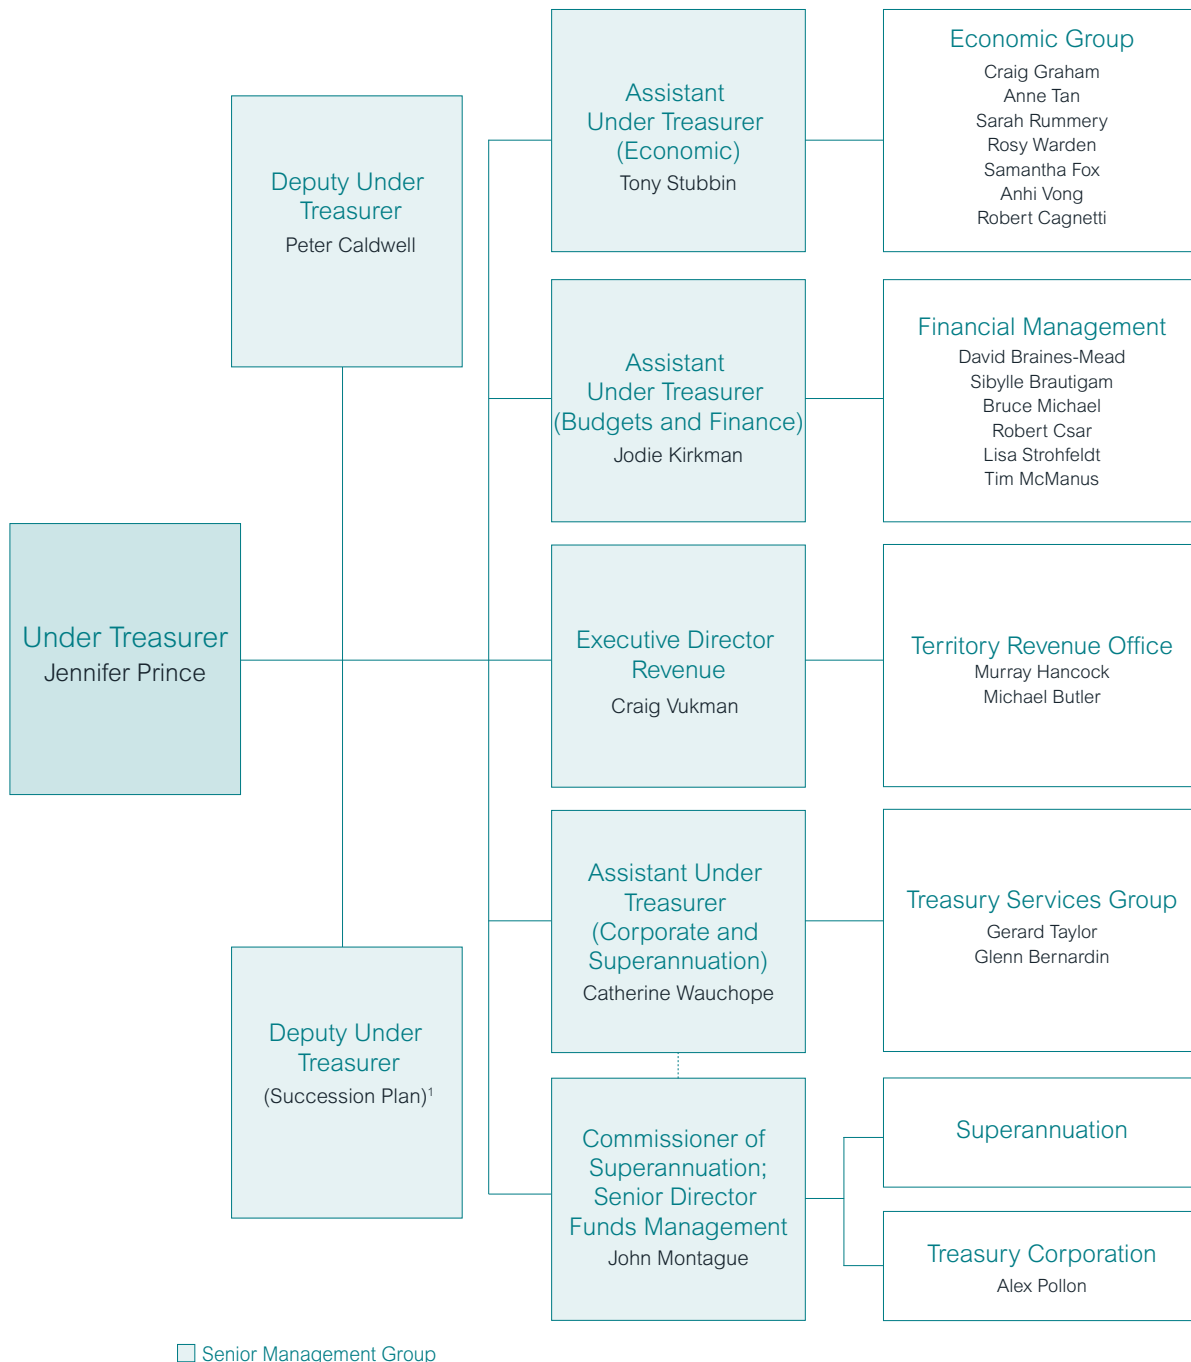 Under Treasurer
Jennifer Prince
Deputy Under
Treasurer
Peter Caldwell
Deputy Under
Treasurer
(Succession Plan)¹
Assistant
Under Treasurer
(Economic)
Tony Stubbin
Economic Group
Craig Graham
Anne Tan
Sarah Rummery
Rosy Warden
Samantha Fox
Anhi Vong
Robert Cagnetti
Assistant
Under Treasurer
(Budgets and Finance)
Jodie Kirkman
Financial Management
David Braines-Mead
Sibylle Brautigam
Bruce Michael
Robert Csar
Lisa Strohfeldt
Tim McManus
Executive Director
Revenue
Craig Vukman
Territory Revenue Office
Murray Hancock
Michael Butler
Assistant Under
Treasurer
(Corporate and
Superannuation)
Catherine Wauchope
Treasury Services Group
Gerard Taylor
Glenn Bernardin
Commissioner of
Superannuation;
Senior Director
Funds Management
John Montague
Superannuation
Treasury Corporation
Alex Pollon
Senior Management Group